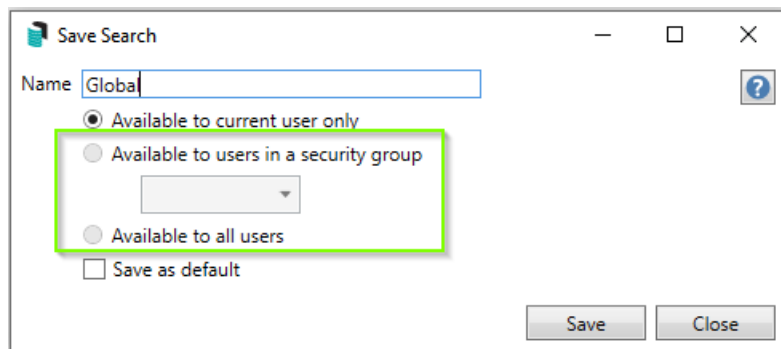 Save Search
Name Global
Available to current user only
Available to users in a security group
Available to all users
Save as default
Save Close